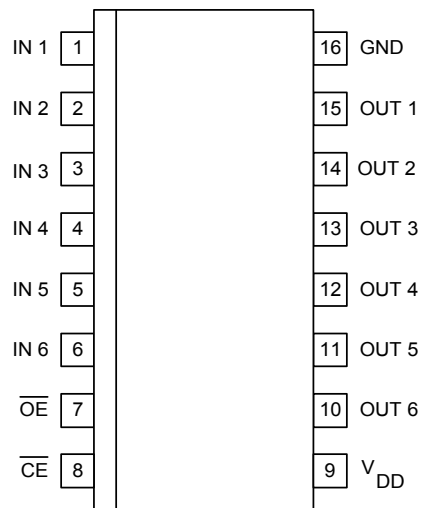 IN 1 1 16 GND
IN 2 2 15 OUT 1
IN 3 3 14 OUT 2
IN 4 4 13 OUT 3
IN 5 5 12 OUT 4
IN 6 6 11 OUT 5
O̅E̅ 7 10 OUT 6
C̅E̅ 8 9 VDD